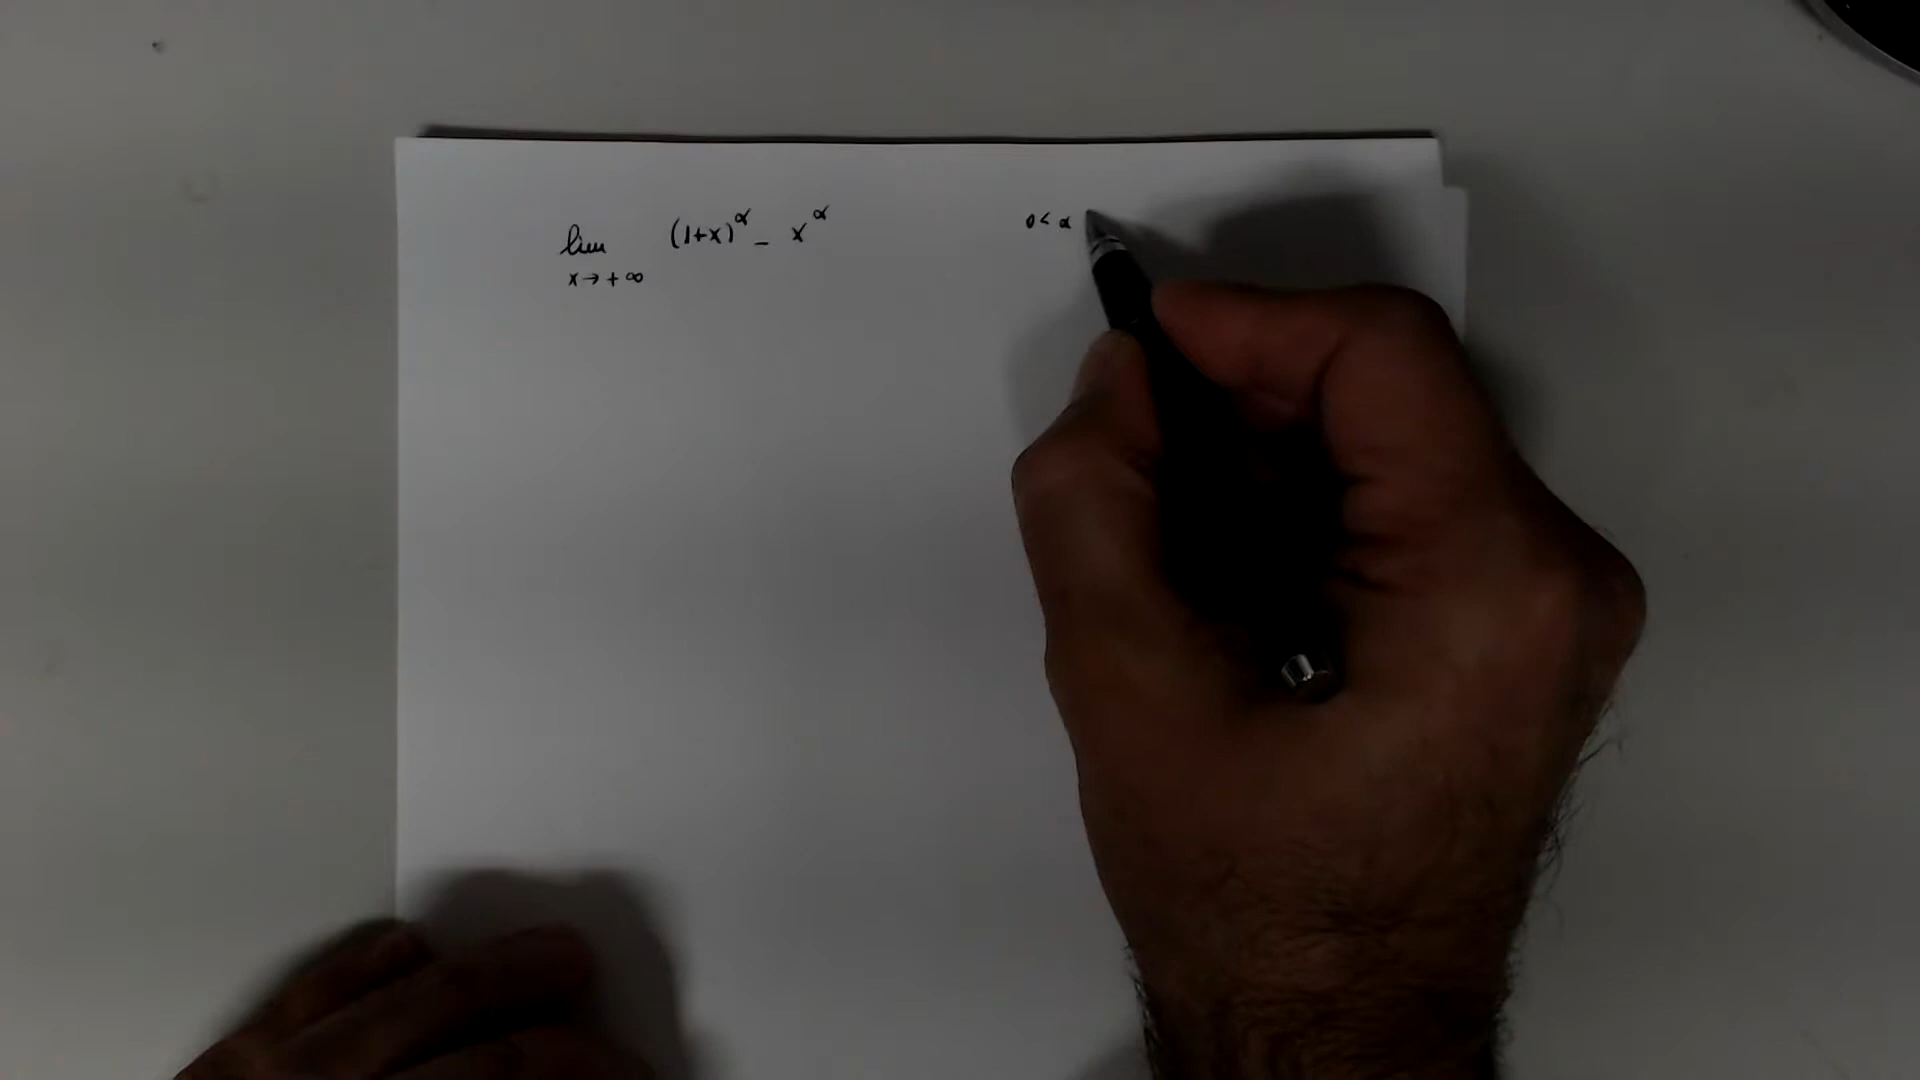 lim (1+x)^α - x^α 0 < α
x → + ∞